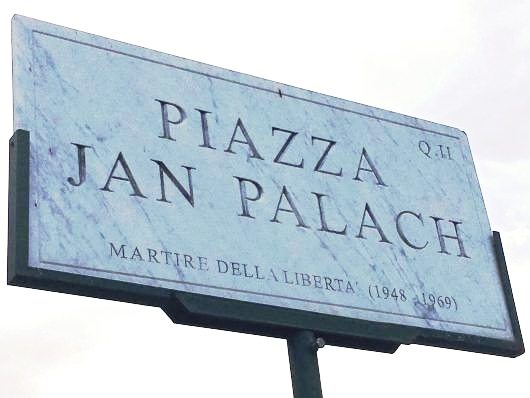 PIAZZA Q.II
JAN PALACH
MARTIRE DELLA LIBERTA' (1948 - 1969)